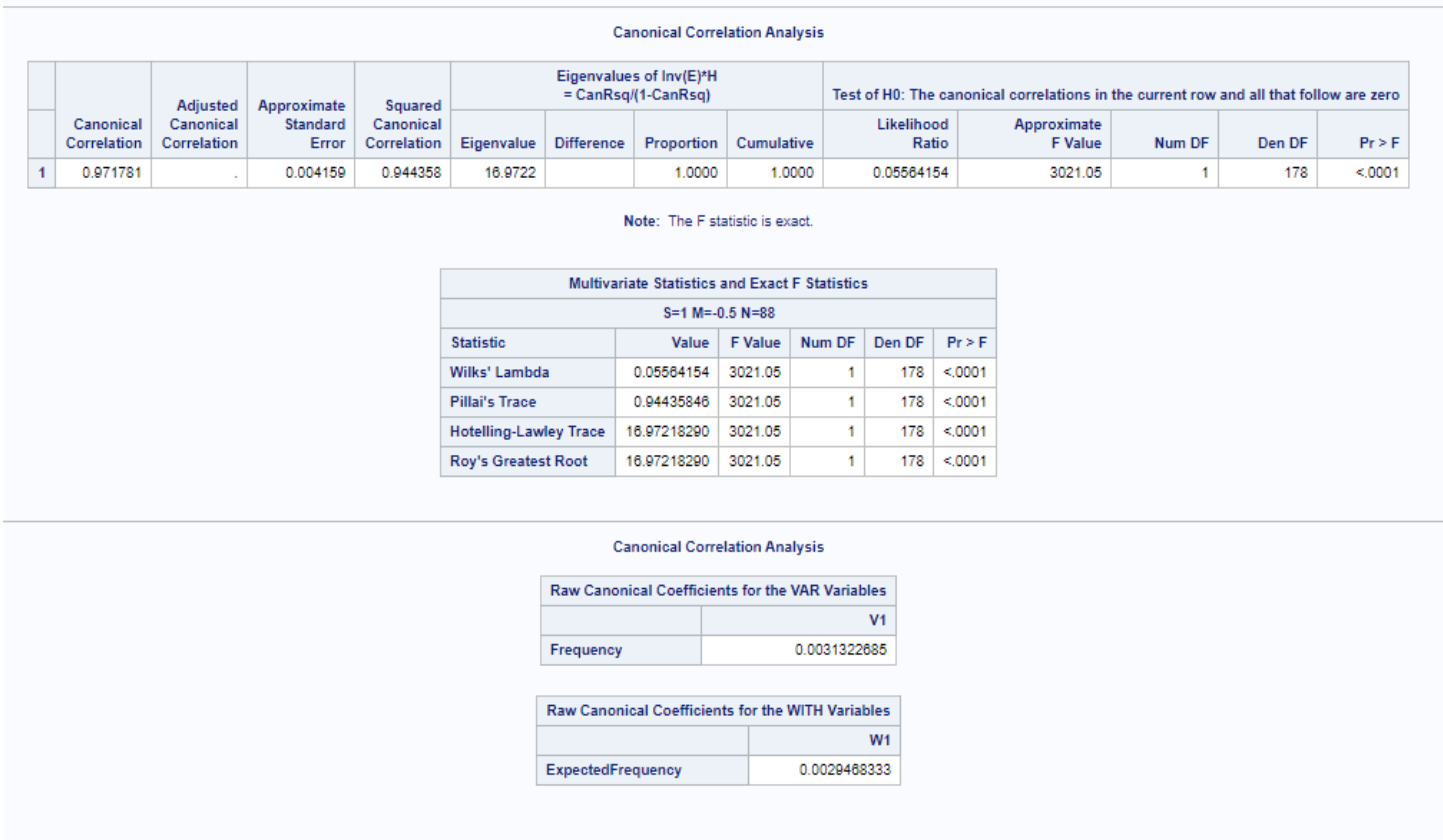 Canonical Correlation Analysis
Canonical Correlation Adjusted Canonical Correlation Approximate Standard Error Squared Canonical Correlation Eigenvalues of Inv(E)*H = CanRsq/(1-CanRsq) Test of H0: The canonical correlations in the current row and all that follow are zero
Eigenvalue Difference Proportion Cumulative Likelihood Ratio Approximate F Value Num DF Den DF Pr > F
1 0.971781 . 0.004159 0.944358 16.9722 1.0000 1.0000 0.05564154 3021.05 1 178 <.0001
Note: The F statistic is exact.
Multivariate Statistics and Exact F Statistics
S=1 M=-0.5 N=88
Statistic Value F Value Num DF Den DF Pr > F
Wilks' Lambda 0.05564154 3021.05 1 178 <.0001
Pillai's Trace 0.94435846 3021.05 1 178 <.0001
Hotelling-Lawley Trace 16.97218290 3021.05 1 178 <.0001
Roy's Greatest Root 16.97218290 3021.05 1 178 <.0001
Canonical Correlation Analysis
Raw Canonical Coefficients for the VAR Variables
V1
Frequency 0.0031322685
Raw Canonical Coefficients for the WITH Variables
W1
ExpectedFrequency 0.0029468333